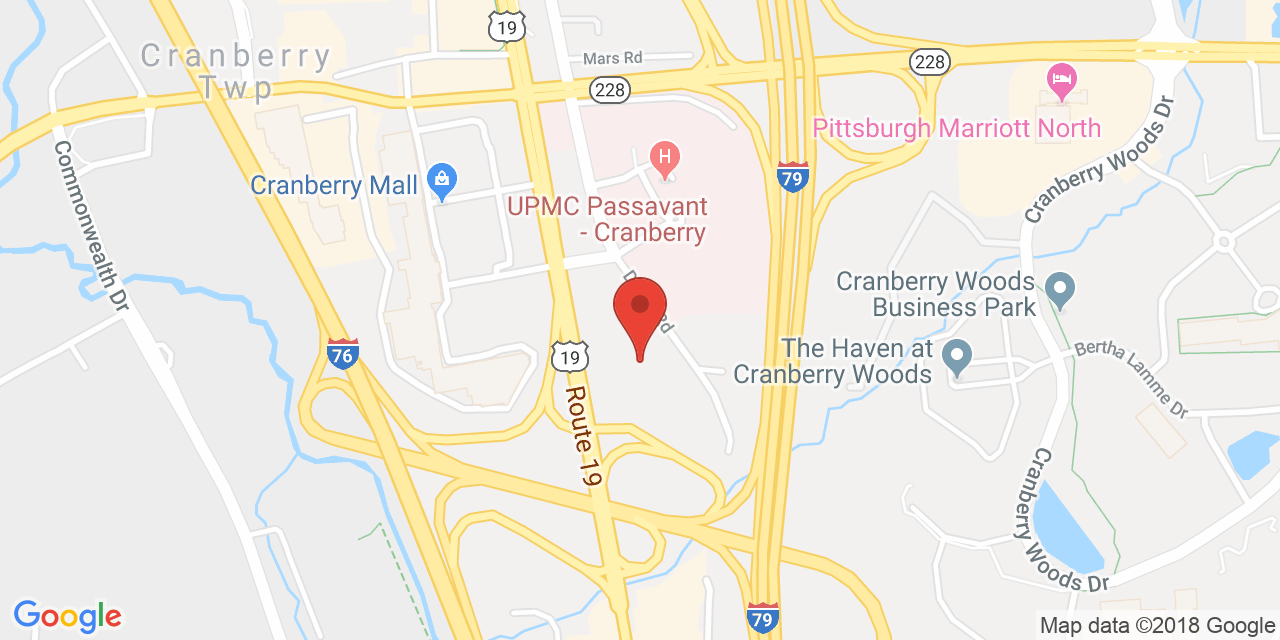 19
Mars Rd
Cranberry
Twp
228
228
Pittsburgh Marriott North
Cranberry Woods Dr
Commonwealth Dr
Cranberry Mall
H
79
UPMC Passavant
- Cranberry
Cranberry Woods
Business Park
Rd
76
19
The Haven at
Cranberry Woods
Bertha Lamme Dr
Route 19
Cranberry Woods Dr
79
Google
Map data ©2018 Google